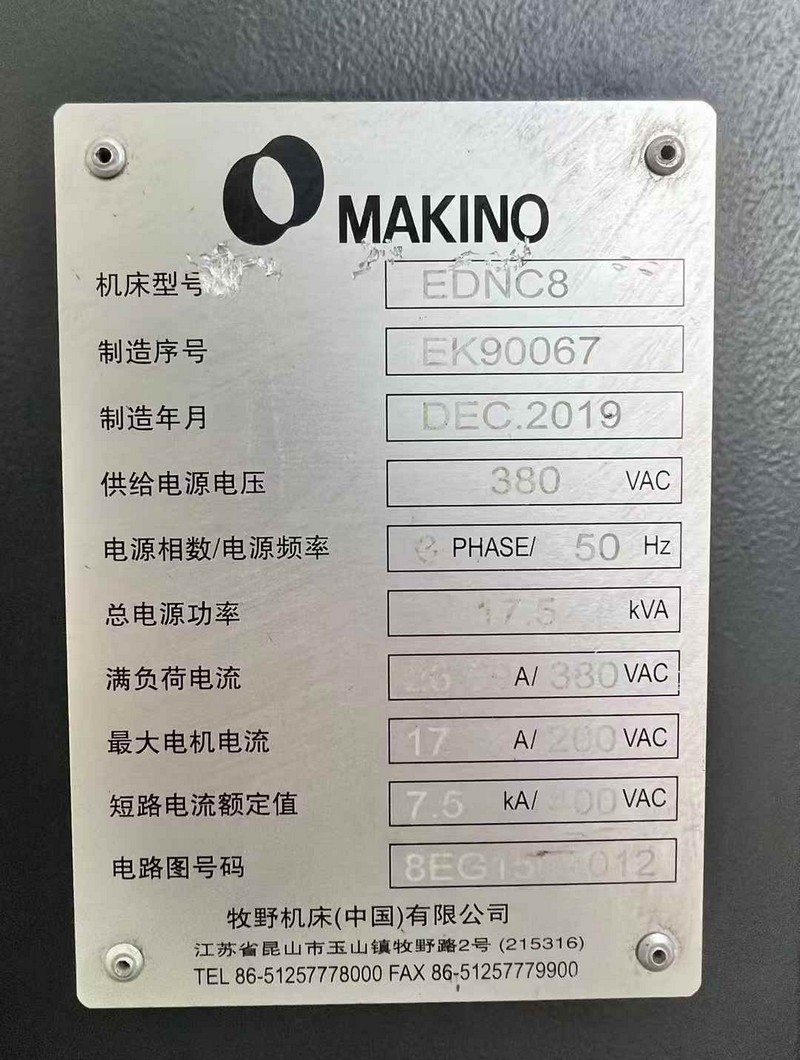 MAKINO
机床型号 EDNC8
制造序号 EK90067
制造年月 DEC.2019
供给电源电压 380 VAC
电源相数/电源频率 3 PHASE/ 50 Hz
总电源功率 17.5 kVA
满负荷电流 A/ 380 VAC
最大电机电流 17 A/ 200 VAC
短路电流额定值 7.5 kA/ VAC
电路图号码
牧野机床(中国)有限公司
江苏省昆山市玉山镇牧野路2号 (215316)
TEL 86-51257778000 FAX 86-51257779900